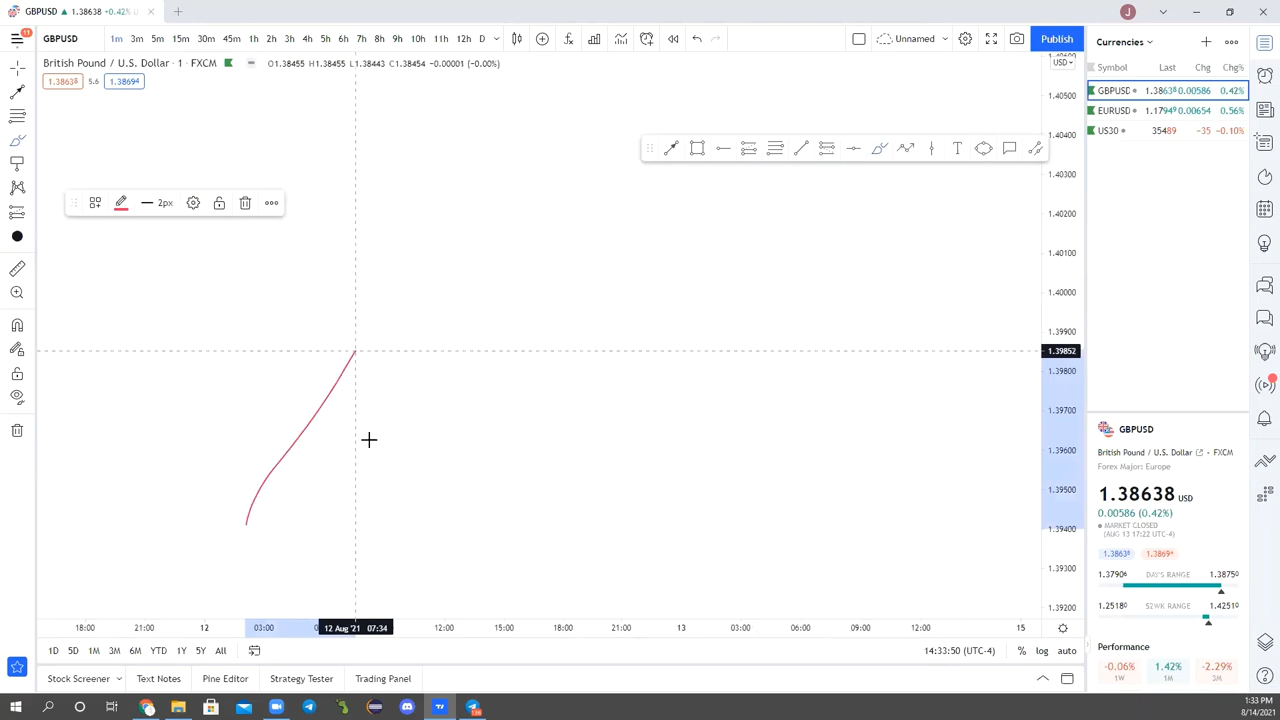 GBPUSD ▲ 1.38638 +0.42%
J
GBPUSD 1m 3m 5m 15m 30m 45m 1h 2h 3h 4h 5h 6h 7h 8h 9h 10h 11h 12h D Unnamed Publish
11
British Pound / U.S. Dollar · 1 · FXCM O1.38455 H1.38455 L1.38443 C1.38454 -0.00001 (-0.00%)
1.38638 5.6 1.38694
2px
USD
1.40500
1.40400
1.40300
1.40200
1.40100
1.40000
1.39900
1.39852
1.39800
1.39700
1.39600
1.39500
1.39400
1.39300
1.39200
18:00 21:00 12 03:00 12 Aug '21 07:34 12:00 15:00 18:00 21:00 13 03:00 06:00 09:00 12:00 15
1D 5D 1M 3M 6M YTD 1Y 5Y All 14:33:50 (UTC-4) % log auto
Stock Screener Text Notes Pine Editor Strategy Tester Trading Panel
Currencies
Symbol Last Chg Chg%
GBPUSD 1.38638 0.00586 0.42%
EURUSD 1.17949 0.00654 0.56%
US30 35489 -35 -0.10%
GBPUSD
British Pound / U.S. Dollar · FXCM
Forex Major: Europe
1.38638 USD
0.00586 (0.42%)
MARKET CLOSED
(AUG 13 17:22 UTC-4)
1.38638 1.38694
1.37906 DAY'S RANGE 1.38750
1.25180 52WK RANGE 1.42510
Performance
-0.06% 1W
1.42% 1M
-2.29% 3M
1:33 PM
8/14/2021